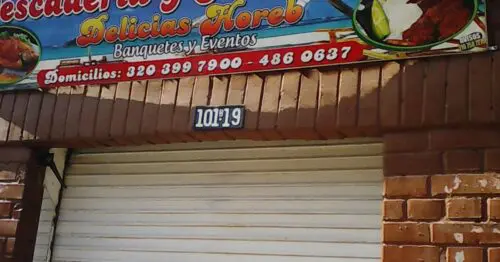 Delicias Horeb
Banquetes y Eventos
Domicilios: 320 399 7900 - 486 0637
101-19